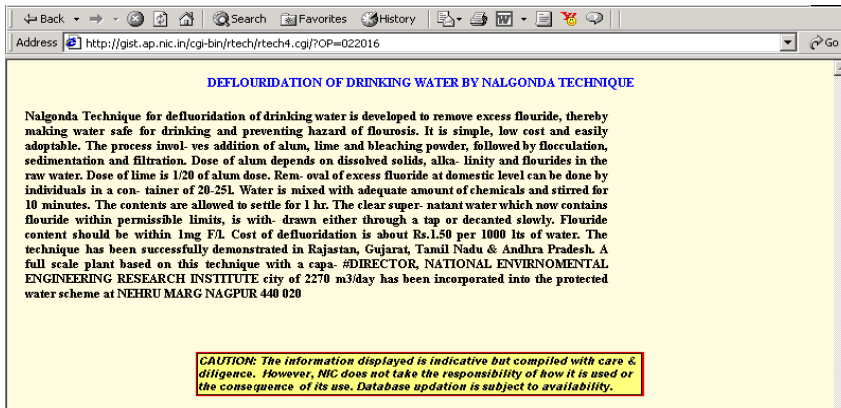 Back Search Favorites History
Address http://gist.ap.nic.in/cgi-bin/rtech/rtech4.cgi/?OP=022016 Go
DEFLOURIDATION OF DRINKING WATER BY NALGONDA TECHNIQUE
Nalgonda Technique for defluoridation of drinking water is developed to remove excess flouride, thereby
making water safe for drinking and preventing hazard of flourosis. It is simple, low cost and easily
adoptable. The process invol- ves addition of alum, lime and bleaching powder, followed by flocculation,
sedimentation and filtration. Dose of alum depends on dissolved solids, alka- linity and flourides in the
raw water. Dose of lime is 1/20 of alum dose. Rem- oval of excess fluoride at domestic level can be done by
individuals in a con- tainer of 20-25l. Water is mixed with adequate amount of chemicals and stirred for
10 minutes. The contents are allowed to settle for 1 hr. The clear super- natant water which now contains
flouride within permissible limits, is with- drawn either through a tap or decanted slowly. Flouride
content should be within 1mg F/l. Cost of defluoridation is about Rs.1.50 per 1000 lts of water. The
technique has been successfully demonstrated in Rajastan, Gujarat, Tamil Nadu & Andhra Pradesh. A
full scale plant based on this technique with a capa- #DIRECTOR, NATIONAL ENVIRNOMENTAL
ENGINEERING RESEARCH INSTITUTE city of 2270 m3/day has been incorporated into the protected
water scheme at NEHRU MARG NAGPUR 440 020
CAUTION: The information displayed is indicative but compiled with care &
diligence. However, NIC does not take the responsibility of how it is used or
the consequence of its use. Database updation is subject to availability.